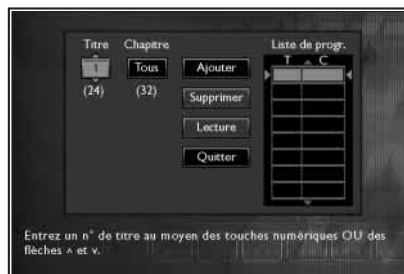 Titre Chapitre Liste de progr.
T C
1 Tous Ajouter
(24) (32)
Supprimer
Lecture
Quitter
Entrez un n° de titre au moyen des touches numériques OU des
flèches ʌ et v.